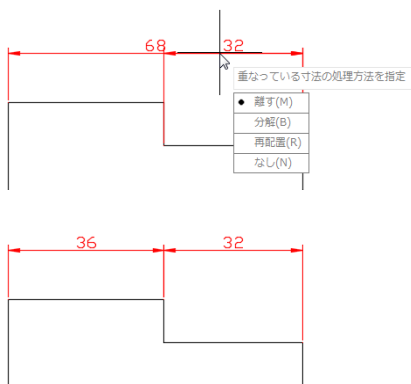 68
32
重なっている寸法の処理方法を指定
離す(M)
分解(B)
再配置(R)
なし(N)
36
32